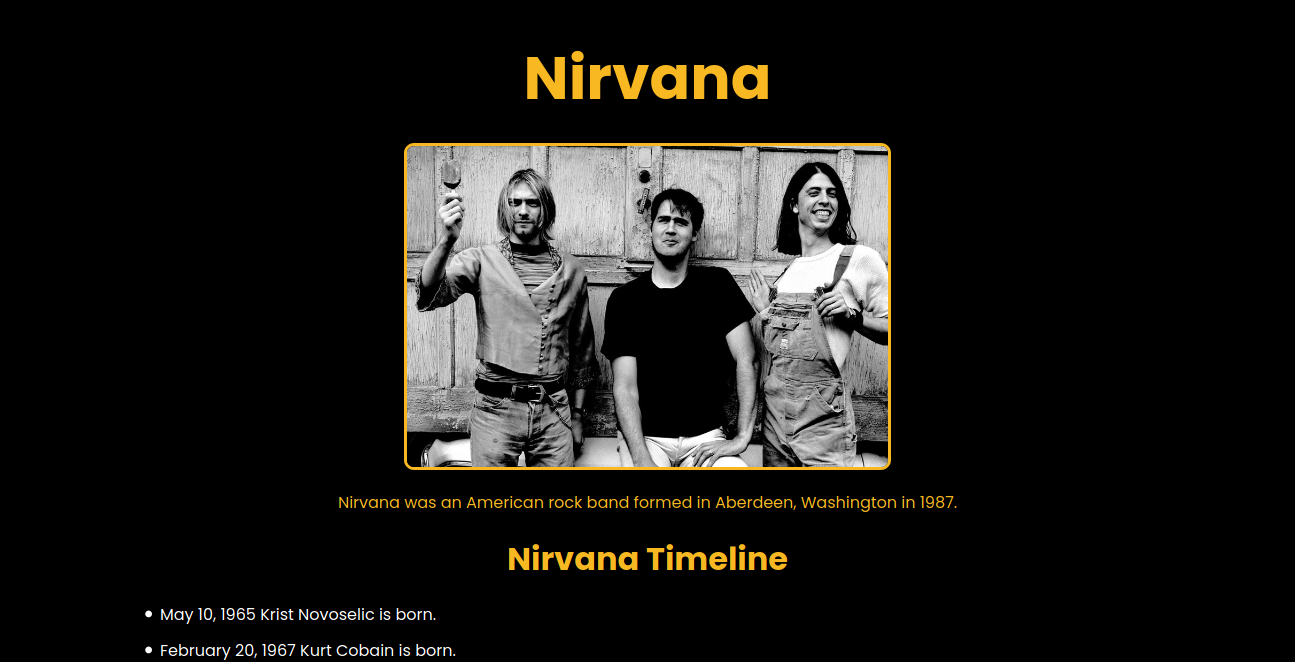 Nirvana
Nirvana was an American rock band formed in Aberdeen, Washington in 1987.
Nirvana Timeline
May 10, 1965 Krist Novoselic is born.
February 20, 1967 Kurt Cobain is born.